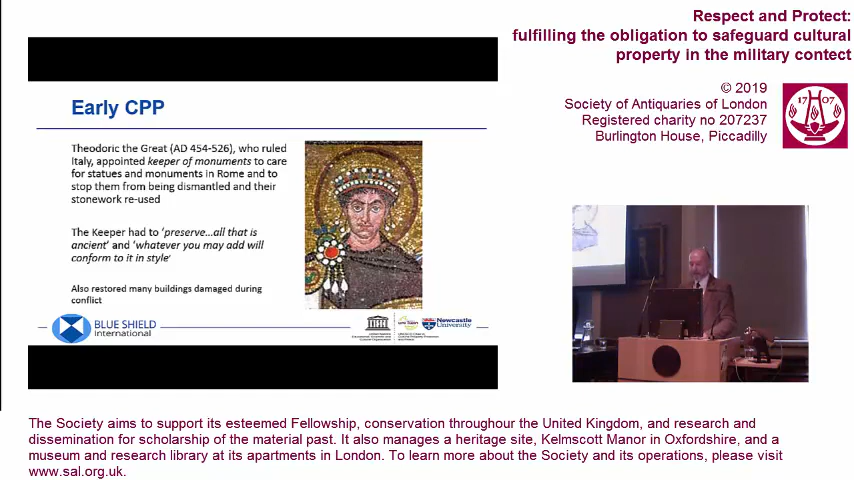 Respect and Protect:
fulfilling the obligation to safeguard cultural
property in the military contect
© 2019
Society of Antiquaries of London
Registered charity no 207237
Burlington House, Piccadilly
1707
Early CPP
Theodoric the Great (AD 454-526), who ruled
Italy, appointed keeper of monuments to care
for statues and monuments in Rome and to
stop them from being dismantled and their
stonework re-used
The Keeper had to 'preserve...all that is
ancient' and 'whatever you may add will
conform to it in style'
Also restored many buildings damaged during
conflict
BLUE SHIELD
International
Newcastle
University
The Society aims to support its esteemed Fellowship, conservation throughour the United Kingdom, and research and
dissemination for scholarship of the material past. It also manages a heritage site, Kelmscott Manor in Oxfordshire, and a
museum and research library at its apartments in London. To learn more about the Society and its operations, please visit
www.sal.org.uk.